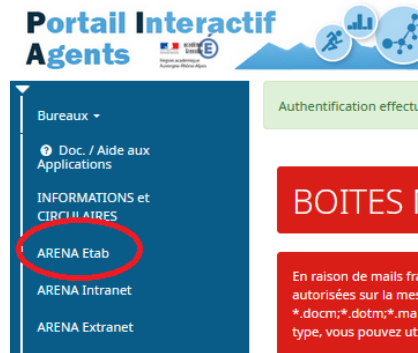 Portail Interactif
Agents
Bureaux
Doc. / Aide aux
Applications
INFORMATIONS et
CIRCULAIRES
ARENA Etab
ARENA Intranet
ARENA Extranet
Authentification effectu
BOITES
En raison de mails fra
autorisées sur la mes
*.docm;*.dotm;*.ma
type, vous pouvez ut